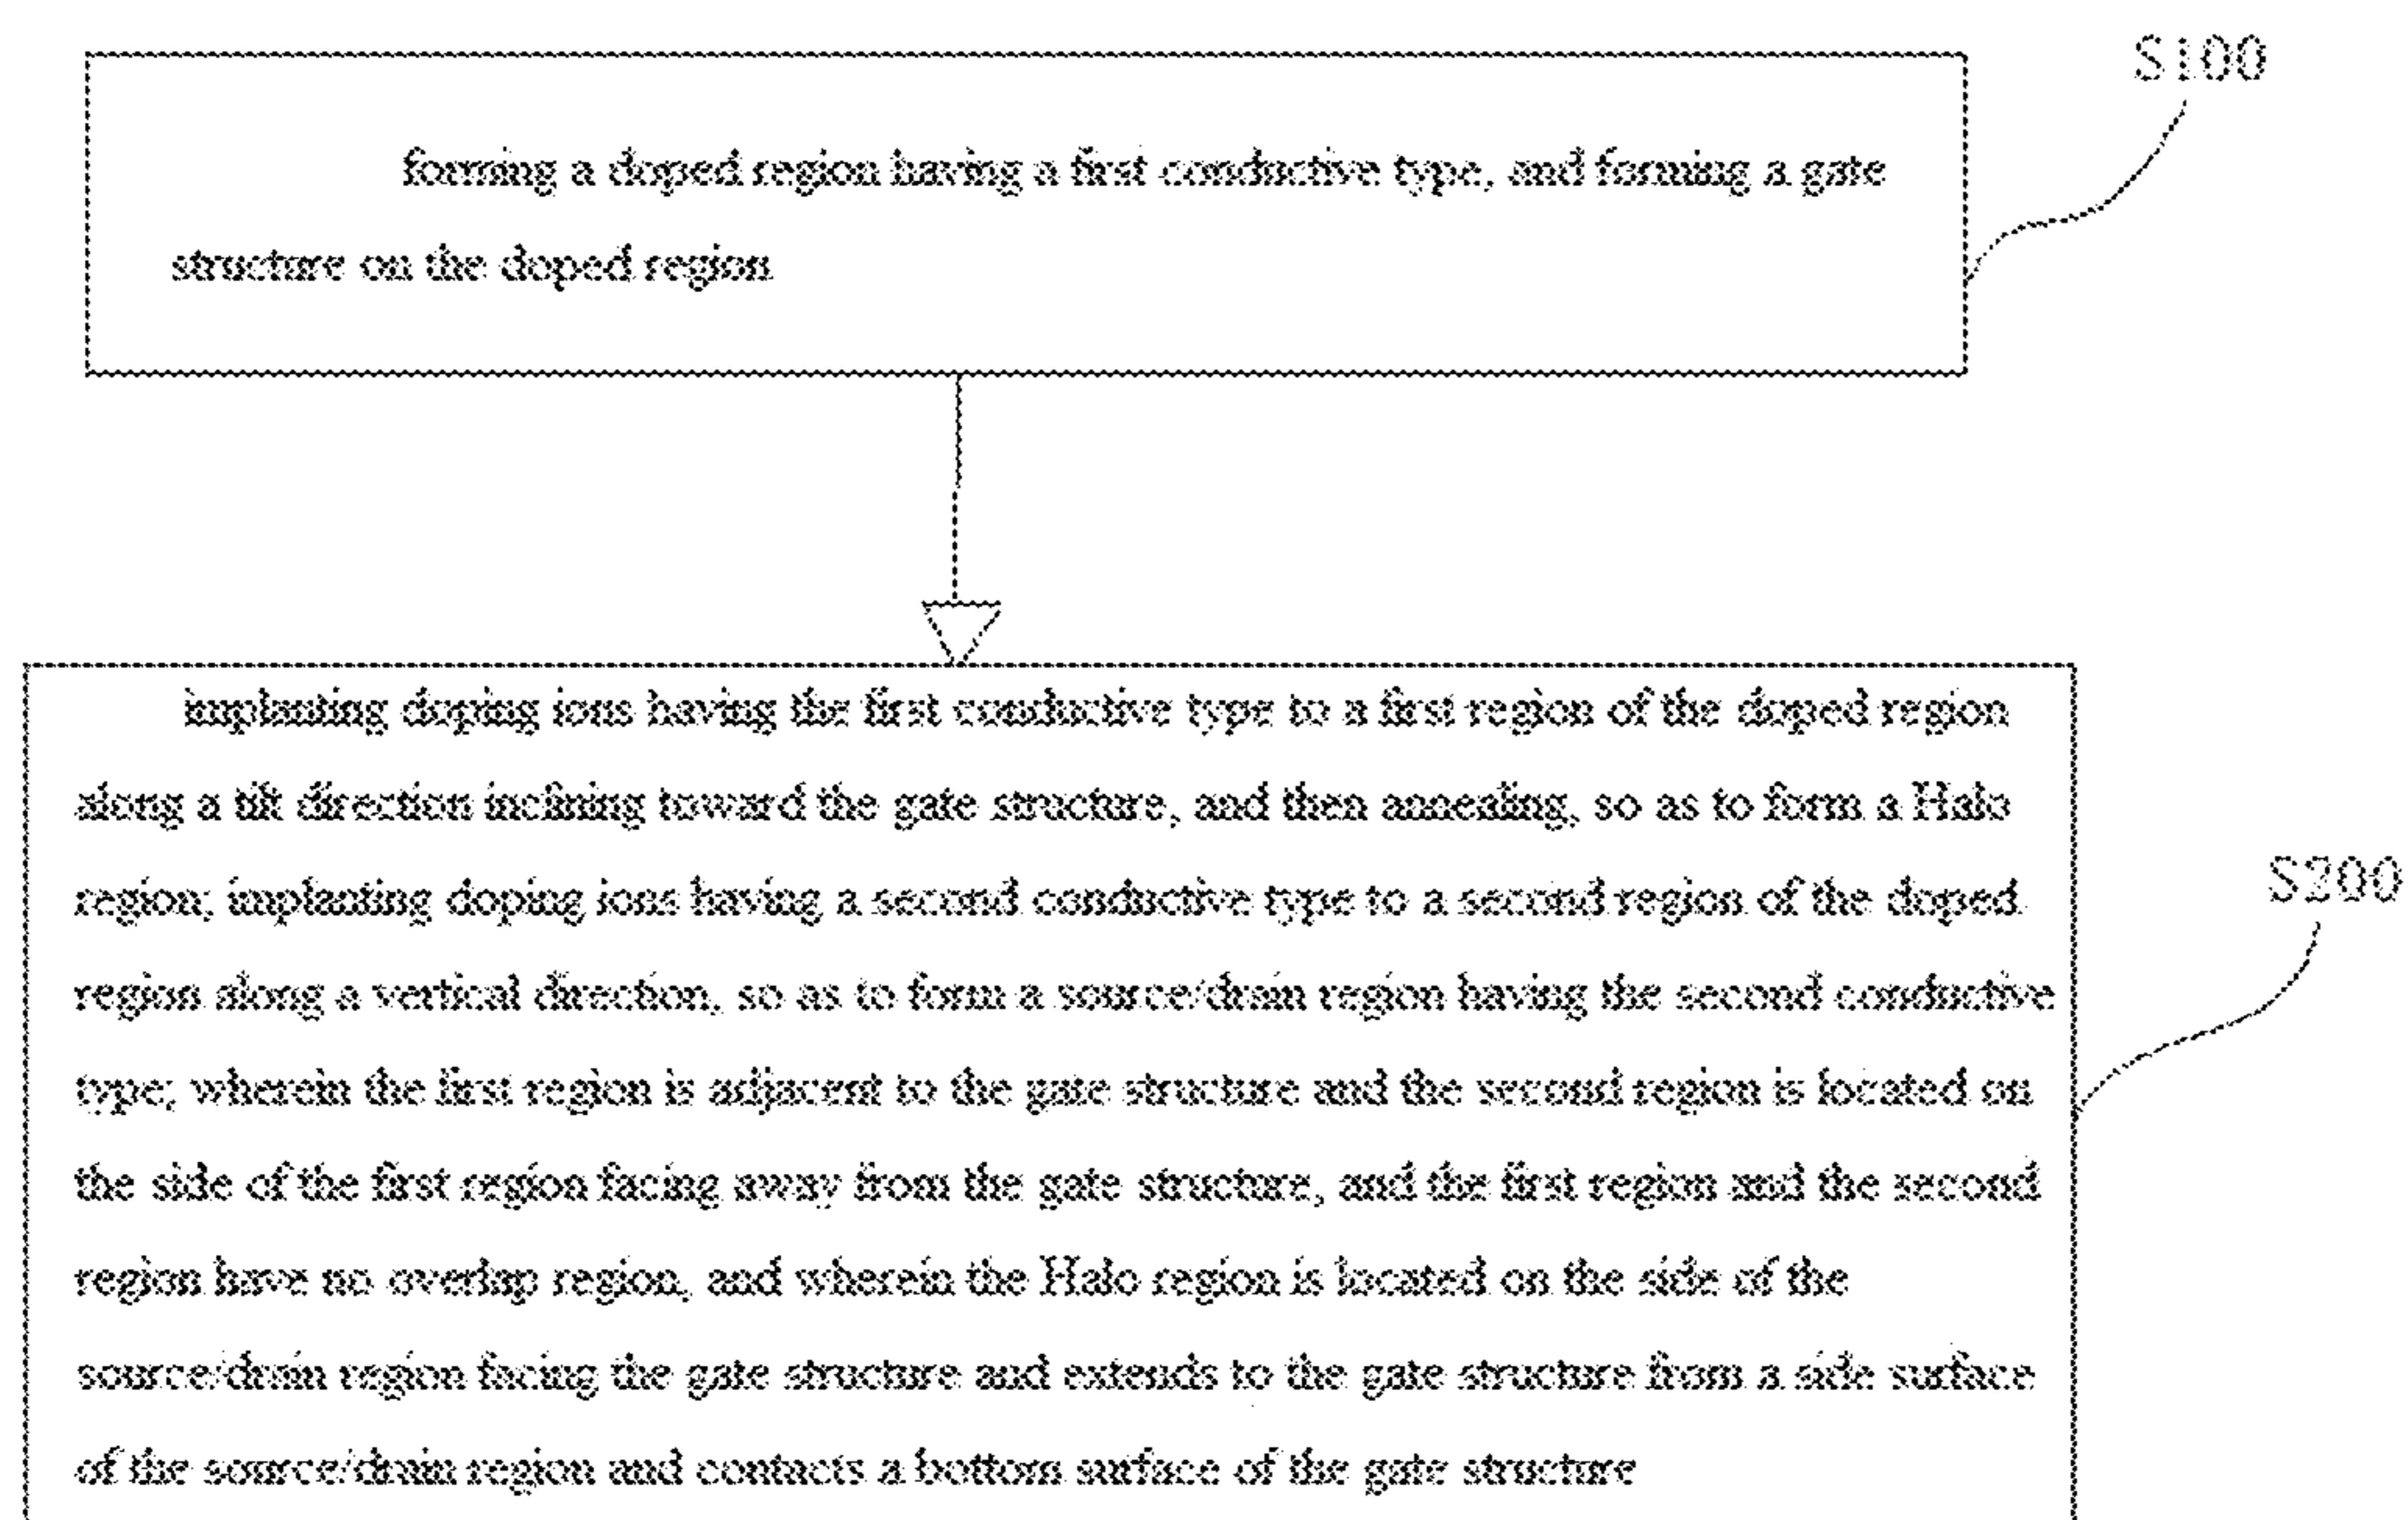 S100
forming a doped region having a first conductive type, and forming a gate
structure on the doped region
implanting doping ions having the first conductive type to a first region of the doped region
along a tilt direction inclining toward the gate structure, and then annealing, so as to form a Halo
region; implanting doping ions having a second conductive type to a second region of the doped
S200
region along a vertical direction, so as to form a source/drain region having the second conductive
type; wherein the first region is adjacent to the gate structure and the second region is located on
the side of the first region facing away from the gate structure, and the first region and the second
region have no overlap region, and wherein the Halo region is located on the side of the
source/drain region facing the gate structure and extends to the gate structure from a side surface
of the source/drain region and contacts a bottom surface of the gate structure